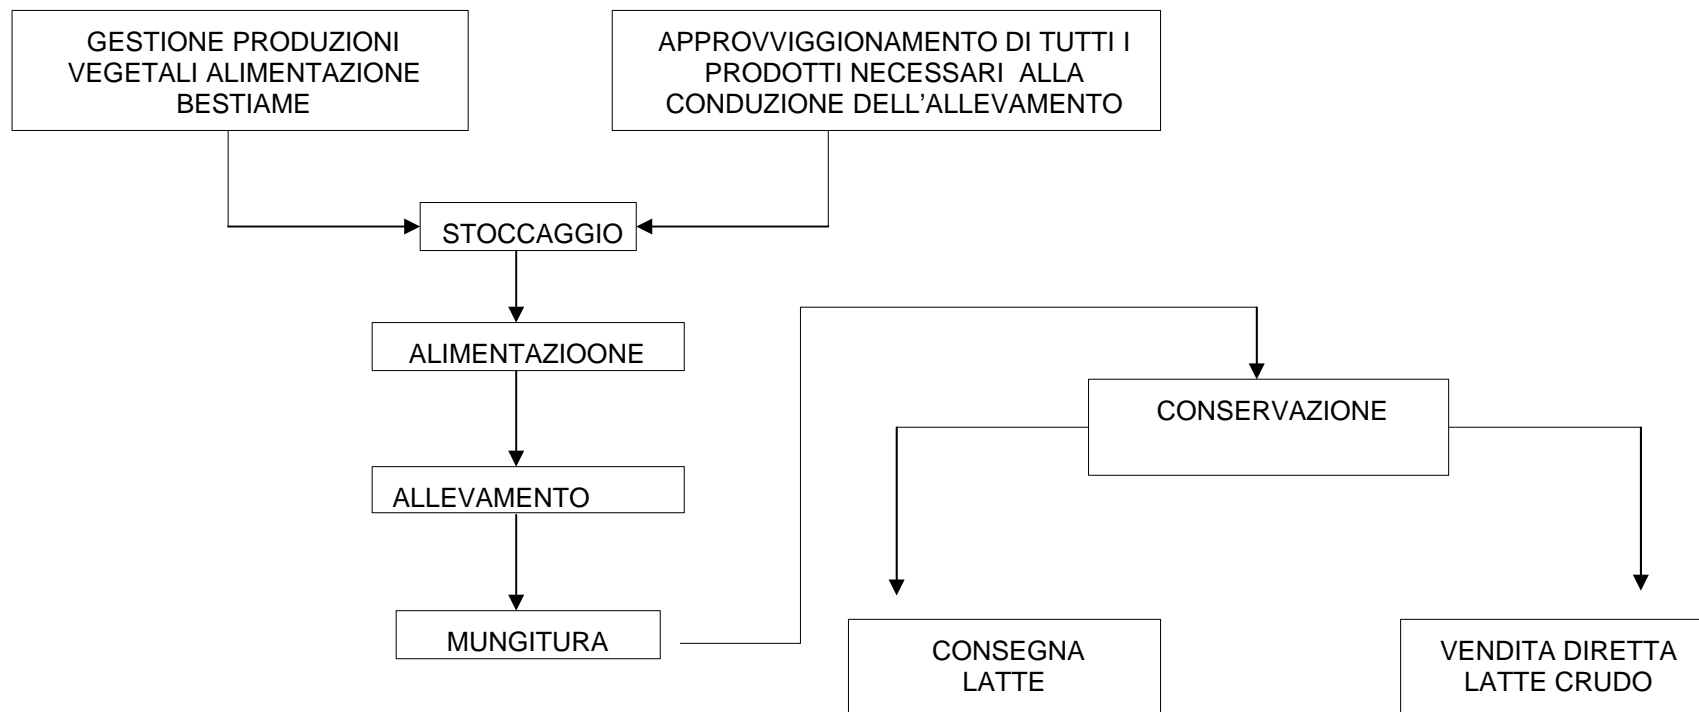 GESTIONE PRODUZIONI
VEGETALI ALIMENTAZIONE
BESTIAME
APPROVVIGGIONAMENTO DI TUTTI I
PRODOTTI NECESSARI ALLA
CONDUZIONE DELL'ALLEVAMENTO
STOCCAGGIO
ALIMENTAZIOONE
ALLEVAMENTO
MUNGITURA
CONSERVAZIONE
CONSEGNA
LATTE
VENDITA DIRETTA
LATTE CRUDO